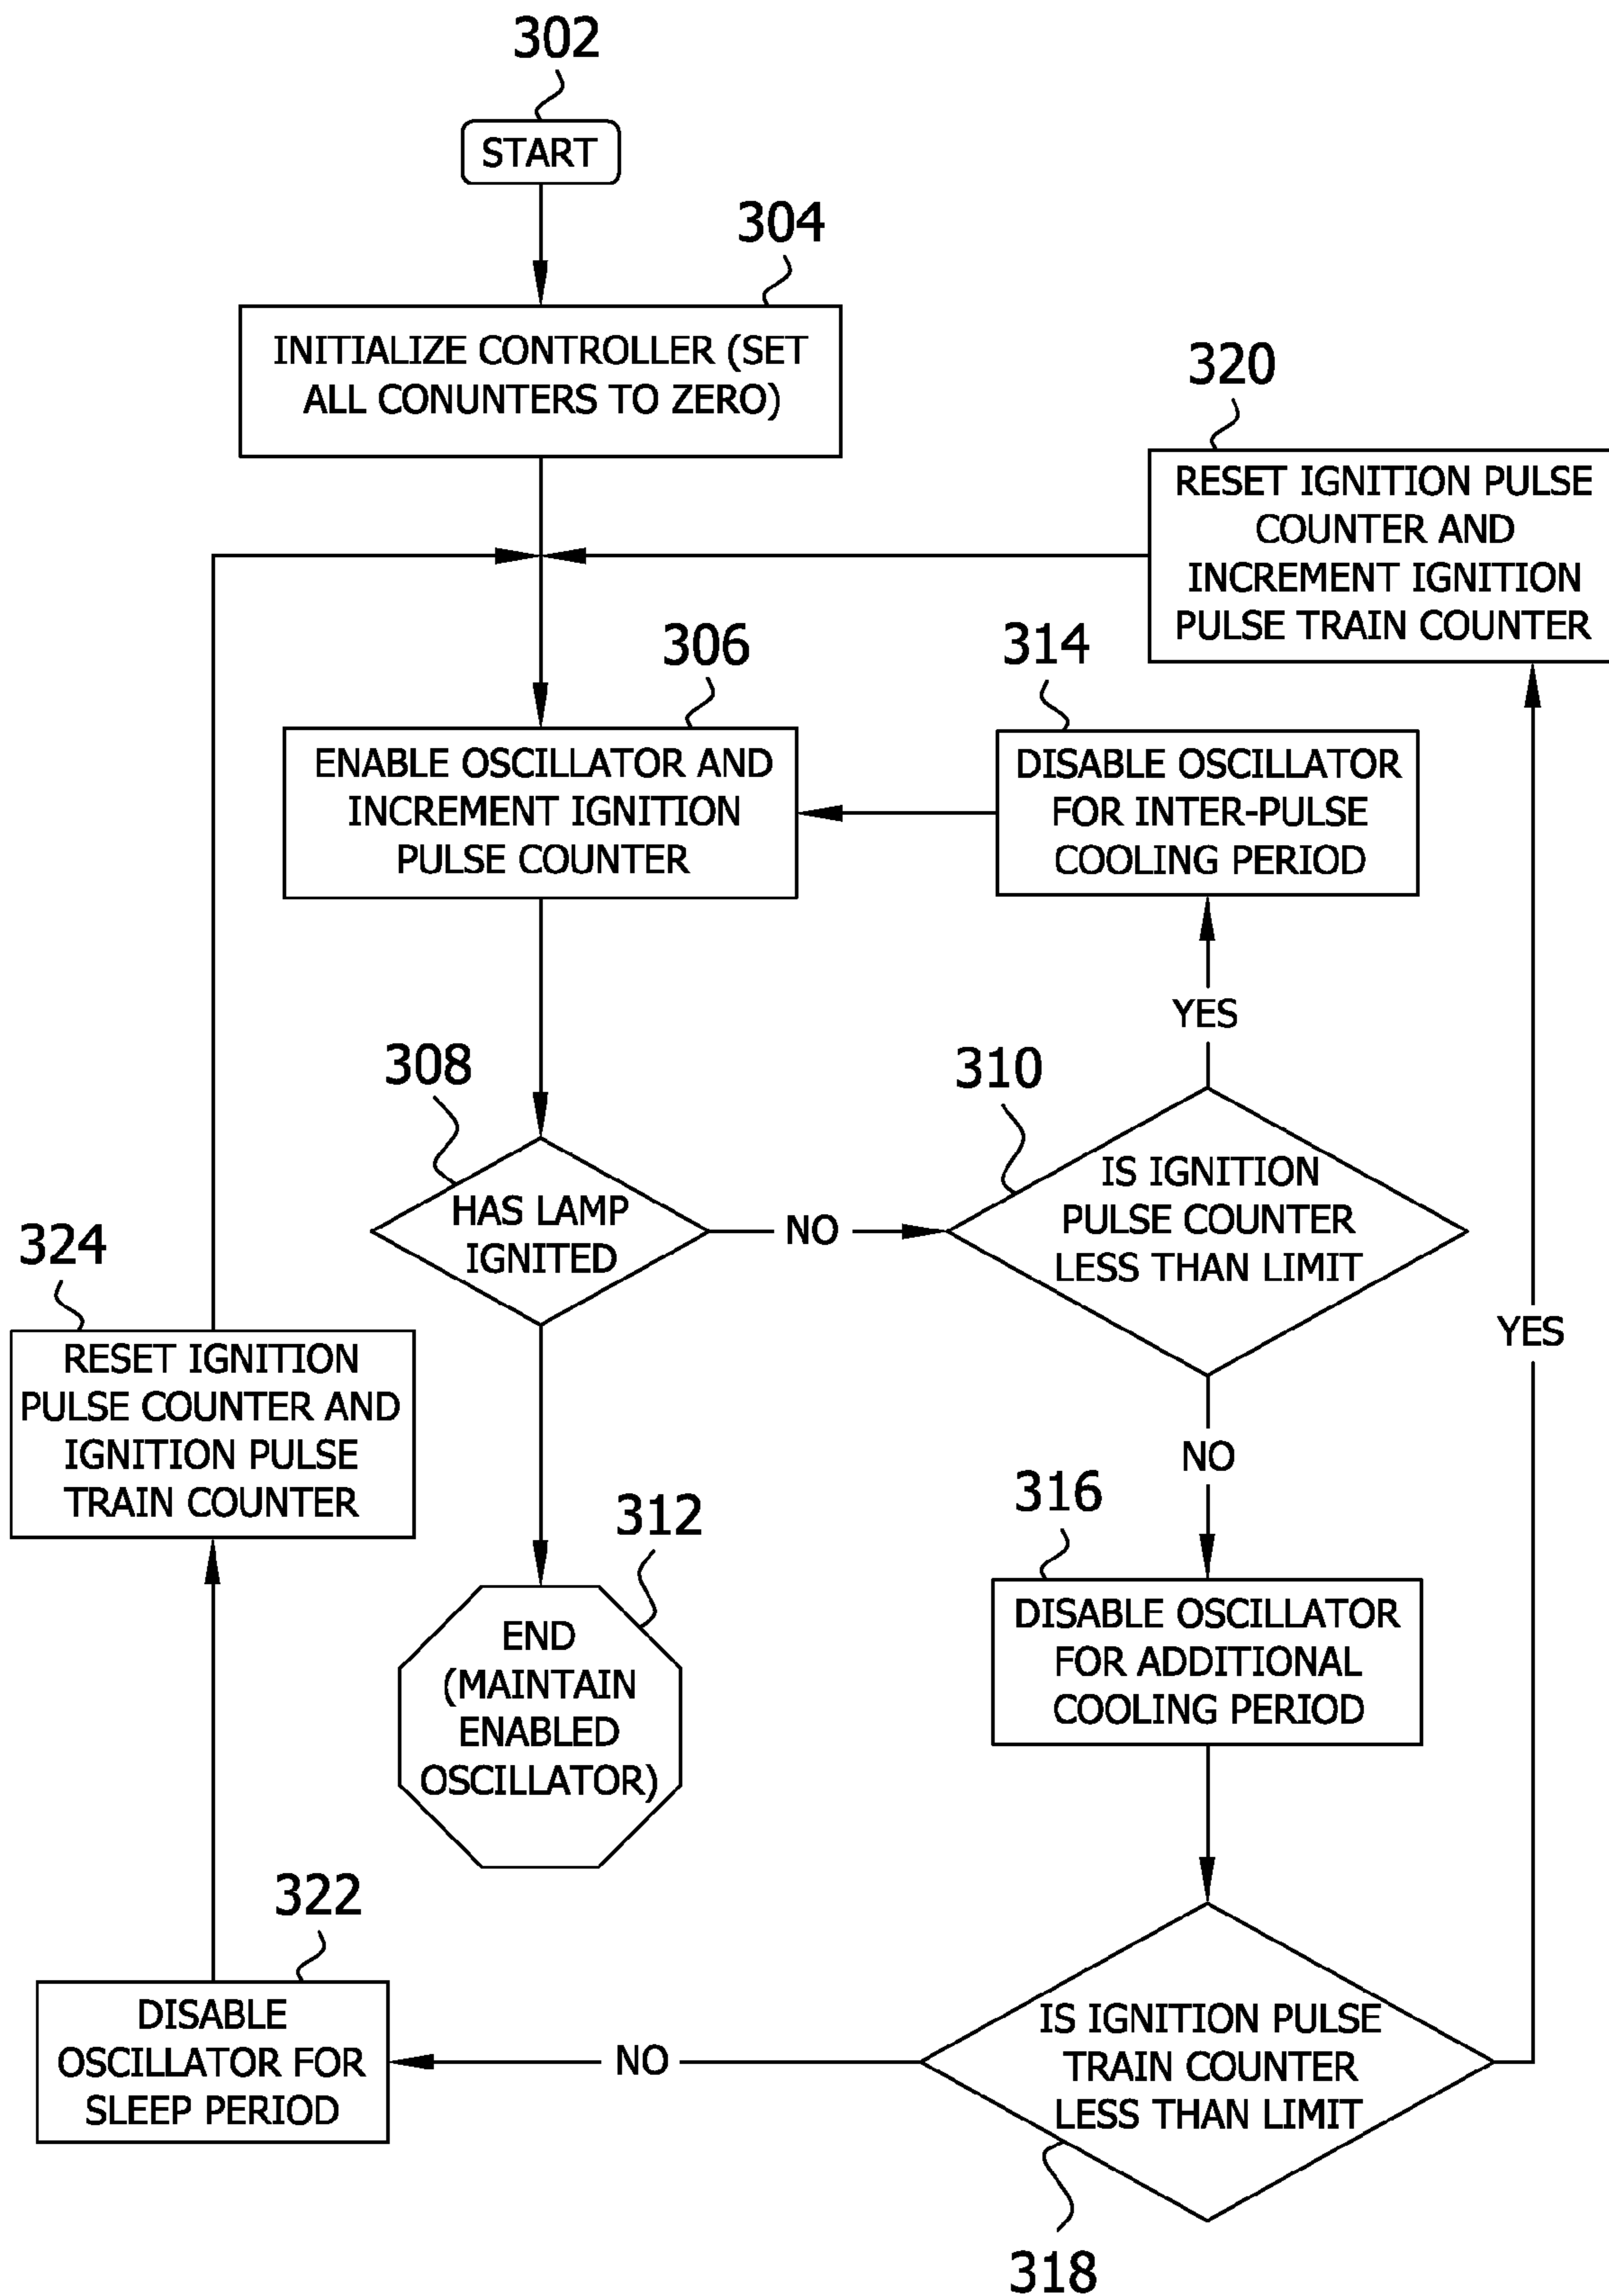 302
START
304
INITIALIZE CONTROLLER (SET
ALL CONUNTERS TO ZERO)
320
RESET IGNITION PULSE
COUNTER AND
INCREMENT IGNITION
PULSE TRAIN COUNTER
306
ENABLE OSCILLATOR AND
INCREMENT IGNITION
PULSE COUNTER
314
DISABLE OSCILLATOR
FOR INTER-PULSE
COOLING PERIOD
YES
308
HAS LAMP
IGNITED
NO
310
IS IGNITION
PULSE COUNTER
LESS THAN LIMIT
YES
324
RESET IGNITION
PULSE COUNTER AND
IGNITION PULSE
TRAIN COUNTER
NO
312
END
(MAINTAIN
ENABLED
OSCILLATOR)
316
DISABLE OSCILLATOR
FOR ADDITIONAL
COOLING PERIOD
322
DISABLE
OSCILLATOR FOR
SLEEP PERIOD
NO
IS IGNITION PULSE
TRAIN COUNTER
LESS THAN LIMIT
318